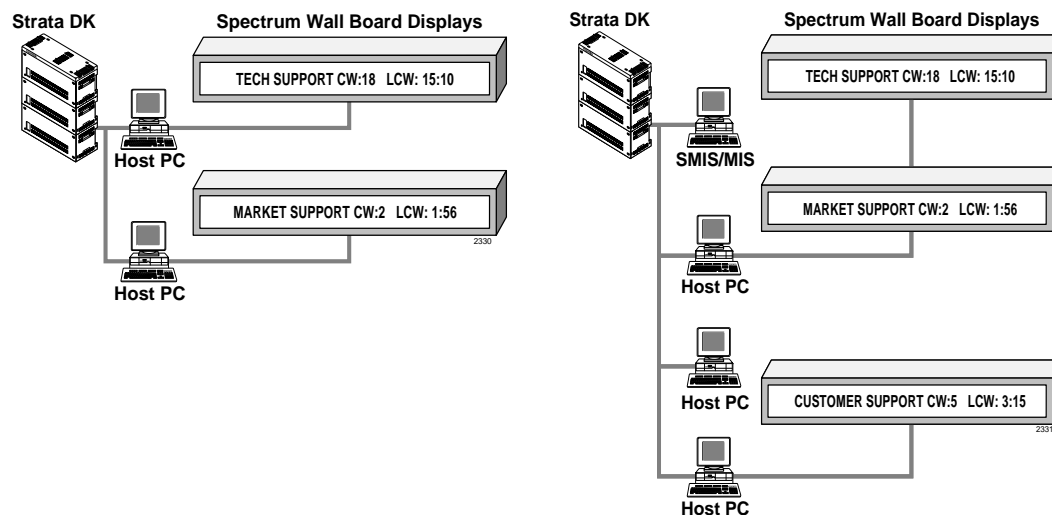 Strata DK
Spectrum Wall Board Displays
TECH SUPPORT CW:18 LCW: 15:10
Host PC
MARKET SUPPORT CW:2 LCW: 1:56
2330
Host PC
Strata DK
Spectrum Wall Board Displays
TECH SUPPORT CW:18 LCW: 15:10
SMIS/MIS
MARKET SUPPORT CW:2 LCW: 1:56
Host PC
Host PC
CUSTOMER SUPPORT CW:5 LCW: 3:15
2331
Host PC